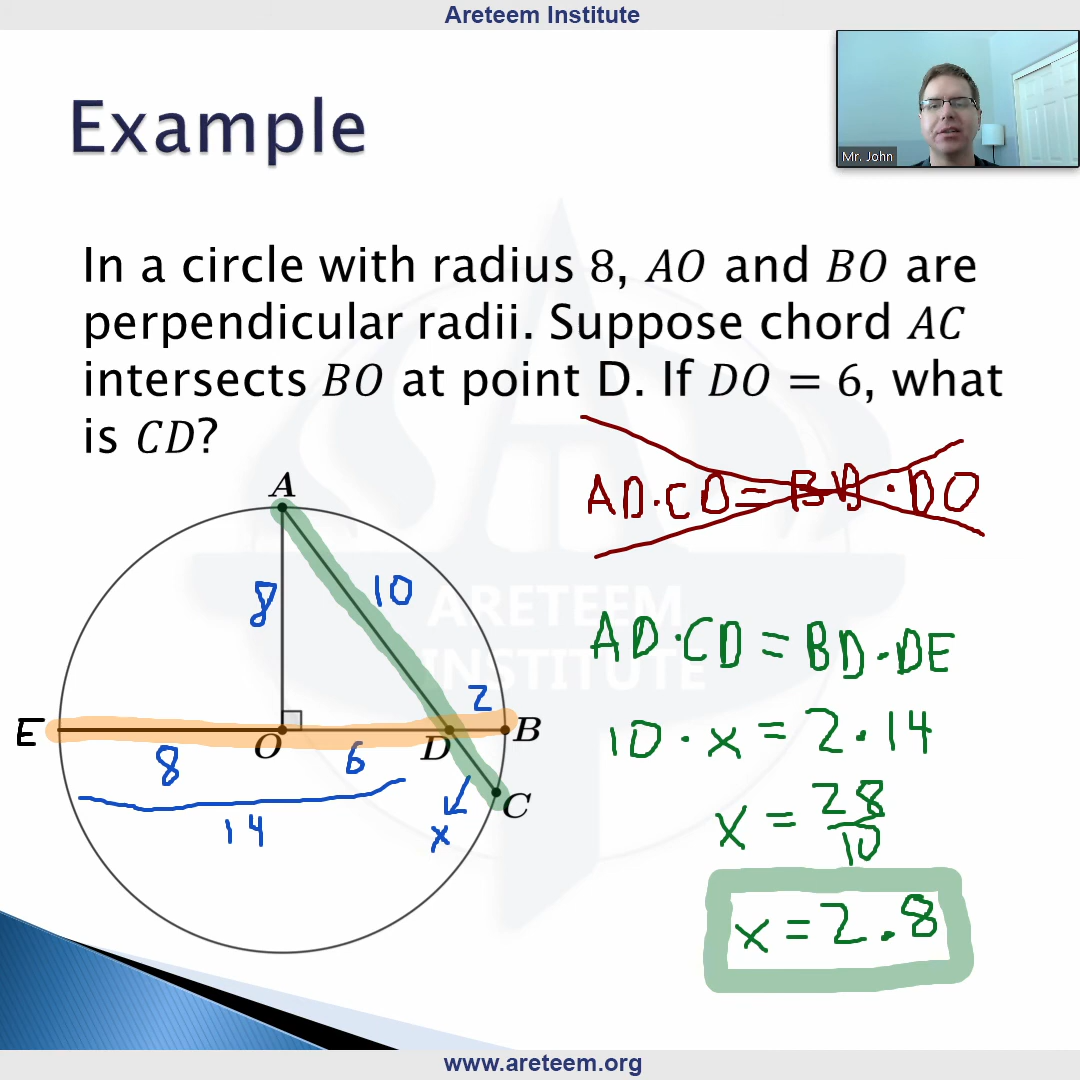 Areteem Institute
Mr. John
Example
In a circle with radius 8, AO and BO are
perpendicular radii. Suppose chord AC
intersects BO at point D. If DO = 6, what
is CD?
AD·CD=BD·DO
A
8
10
ARETEEM
INSTITUTE
AD·CD=BD·DE
2
E
O
D
B
10·x=2·14
8
6
C
14
x
x=28/10
x=2.8
www.areteem.org